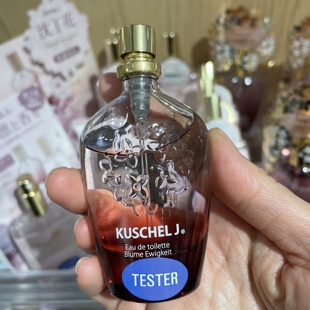 KUSCHEL J®
Eau de toilette
Blume Ewigkeit
TESTER